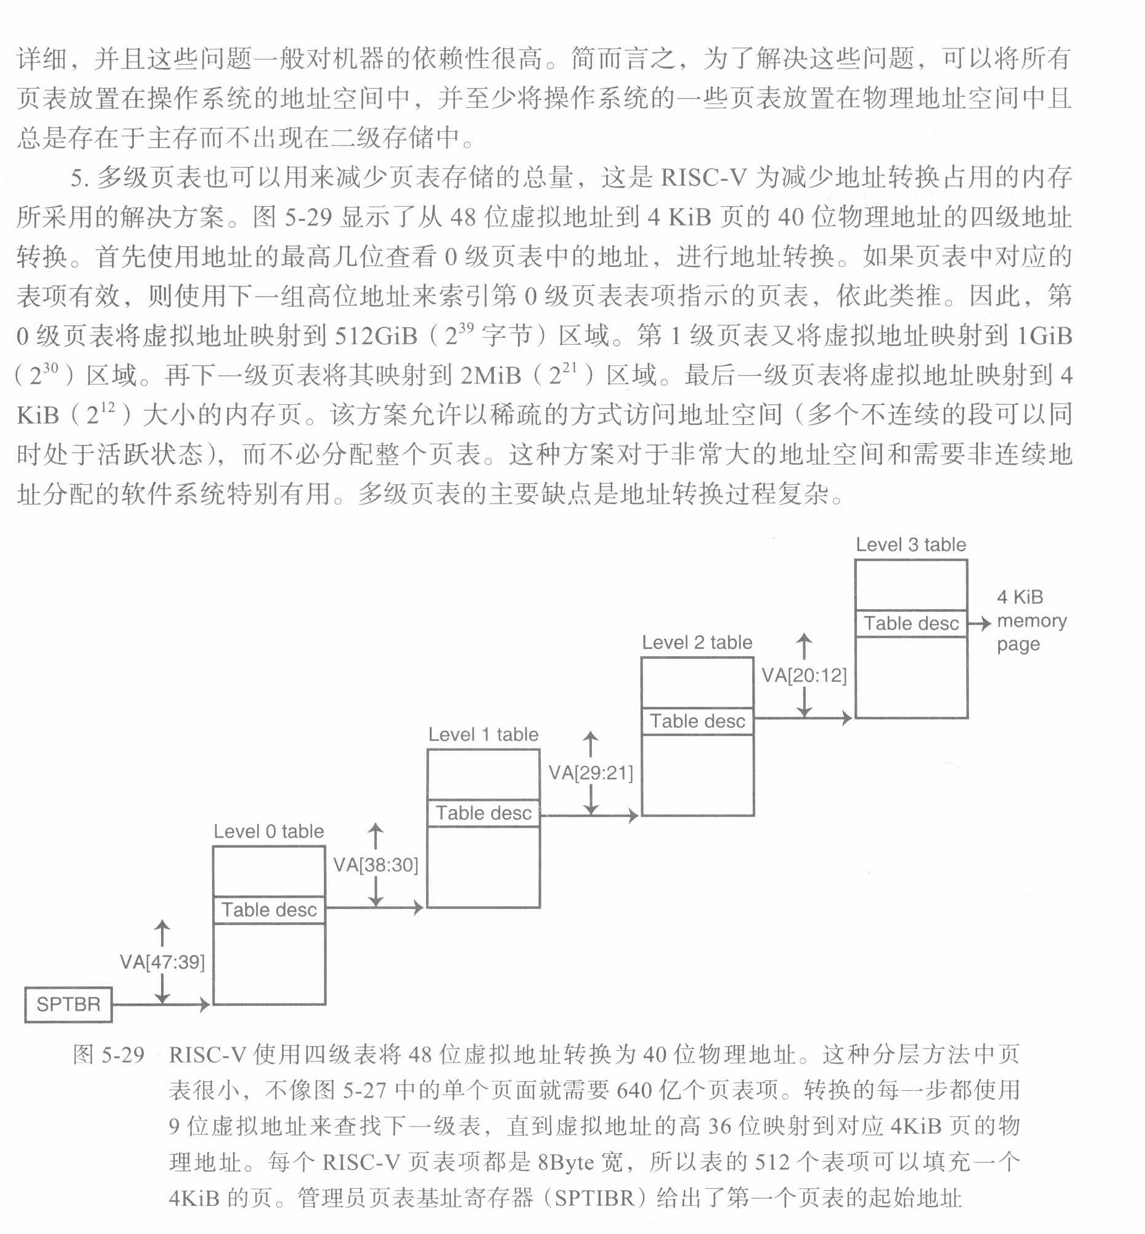 详细，并且这些问题一般对机器的依赖性很高。简而言之，为了解决这些问题，可以将所有
页表放置在操作系统的地址空间中，并至少将操作系统的一些页表放置在物理地址空间中且
总是存在于主存而不出现在二级存储中。
5. 多级页表也可以用来减少页表存储的总量，这是 RISC-V 为减少地址转换占用的内存
所采用的解决方案。图 5-29 显示了从 48 位虚拟地址到 4 KiB 页的 40 位物理地址的四级地址
转换。首先使用地址的最高几位查看 0 级页表中的地址，进行地址转换。如果页表中对应的
表项有效，则使用下一组高位地址来索引第 0 级页表表项指示的页表，依此类推。因此，第
0 级页表将虚拟地址映射到 512GiB（2³⁹ 字节）区域。第 1 级页表又将虚拟地址映射到 1GiB
（2³⁰）区域。再下一级页表将其映射到 2MiB（2²¹）区域。最后一级页表将虚拟地址映射到 4
KiB（2¹²）大小的内存页。该方案允许以稀疏的方式访问地址空间（多个不连续的段可以同
时处于活跃状态），而不必分配整个页表。这种方案对于非常大的地址空间和需要非连续地
址分配的软件系统特别有用。多级页表的主要缺点是地址转换过程复杂。
Level 3 table
Table desc
4 KiB
memory
page
Level 2 table
VA[20:12]
Table desc
Level 1 table
VA[29:21]
Table desc
Level 0 table
VA[38:30]
Table desc
VA[47:39]
SPTBR
图 5-29 RISC-V 使用四级表将 48 位虚拟地址转换为 40 位物理地址。这种分层方法中页
表很小，不像图 5-27 中的单个页面就需要 640 亿个页表项。转换的每一步都使用
9 位虚拟地址来查找下一级表，直到虚拟地址的高 36 位映射到对应 4KiB 页的物
理地址。每个 RISC-V 页表项都是 8Byte 宽，所以表的 512 个表项可以填充一个
4KiB 的页。管理员页表基址寄存器（SPTIBR）给出了第一个页表的起始地址